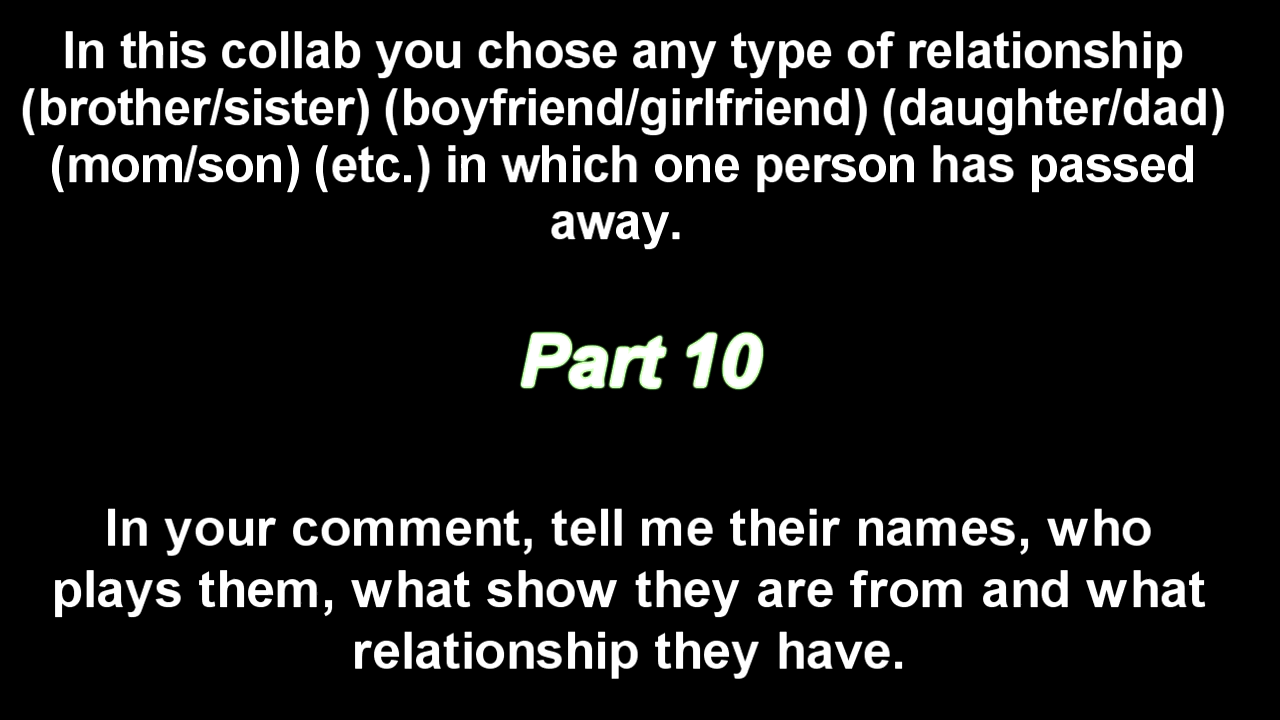 In this collab you chose any type of relationship
(brother/sister) (boyfriend/girlfriend) (daughter/dad)
(mom/son) (etc.) in which one person has passed
away.
Part 10
In your comment, tell me their names, who
plays them, what show they are from and what
relationship they have.